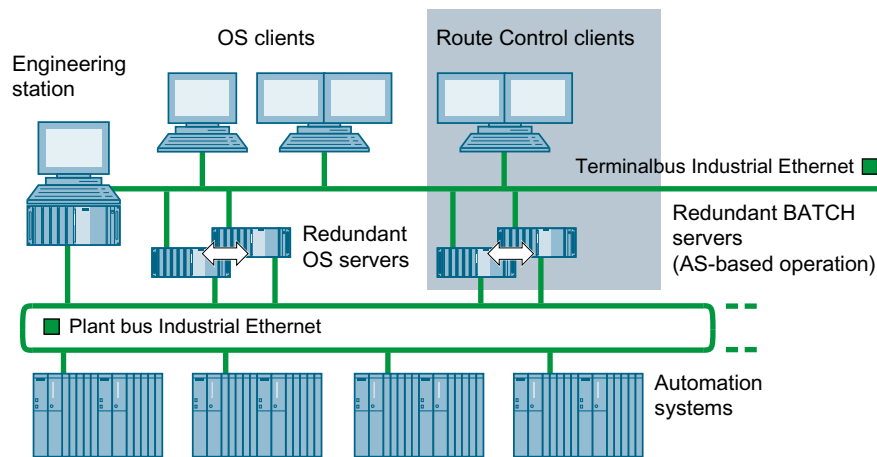 OS clients
Route Control clients
Engineering
station
Terminalbus Industrial Ethernet
Redundant
OS servers
Redundant BATCH
servers
(AS-based operation)
Plant bus Industrial Ethernet
Automation
systems